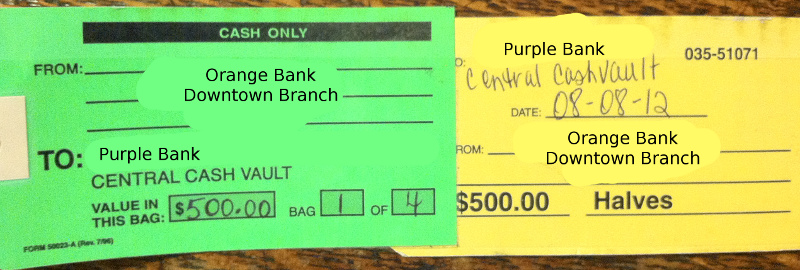 CASH ONLY
FROM:
Orange Bank
Downtown Branch
TO: Purple Bank
CENTRAL CASH VAULT
VALUE IN
THIS BAG: $500.00 BAG 1 OF 4
FORM 50023-A (Rev. 7/96)
Purple Bank
035-51071
O:
Central CashVault
DATE: 08-08-12
ROM:
Orange Bank
Downtown Branch
$500.00 Halves